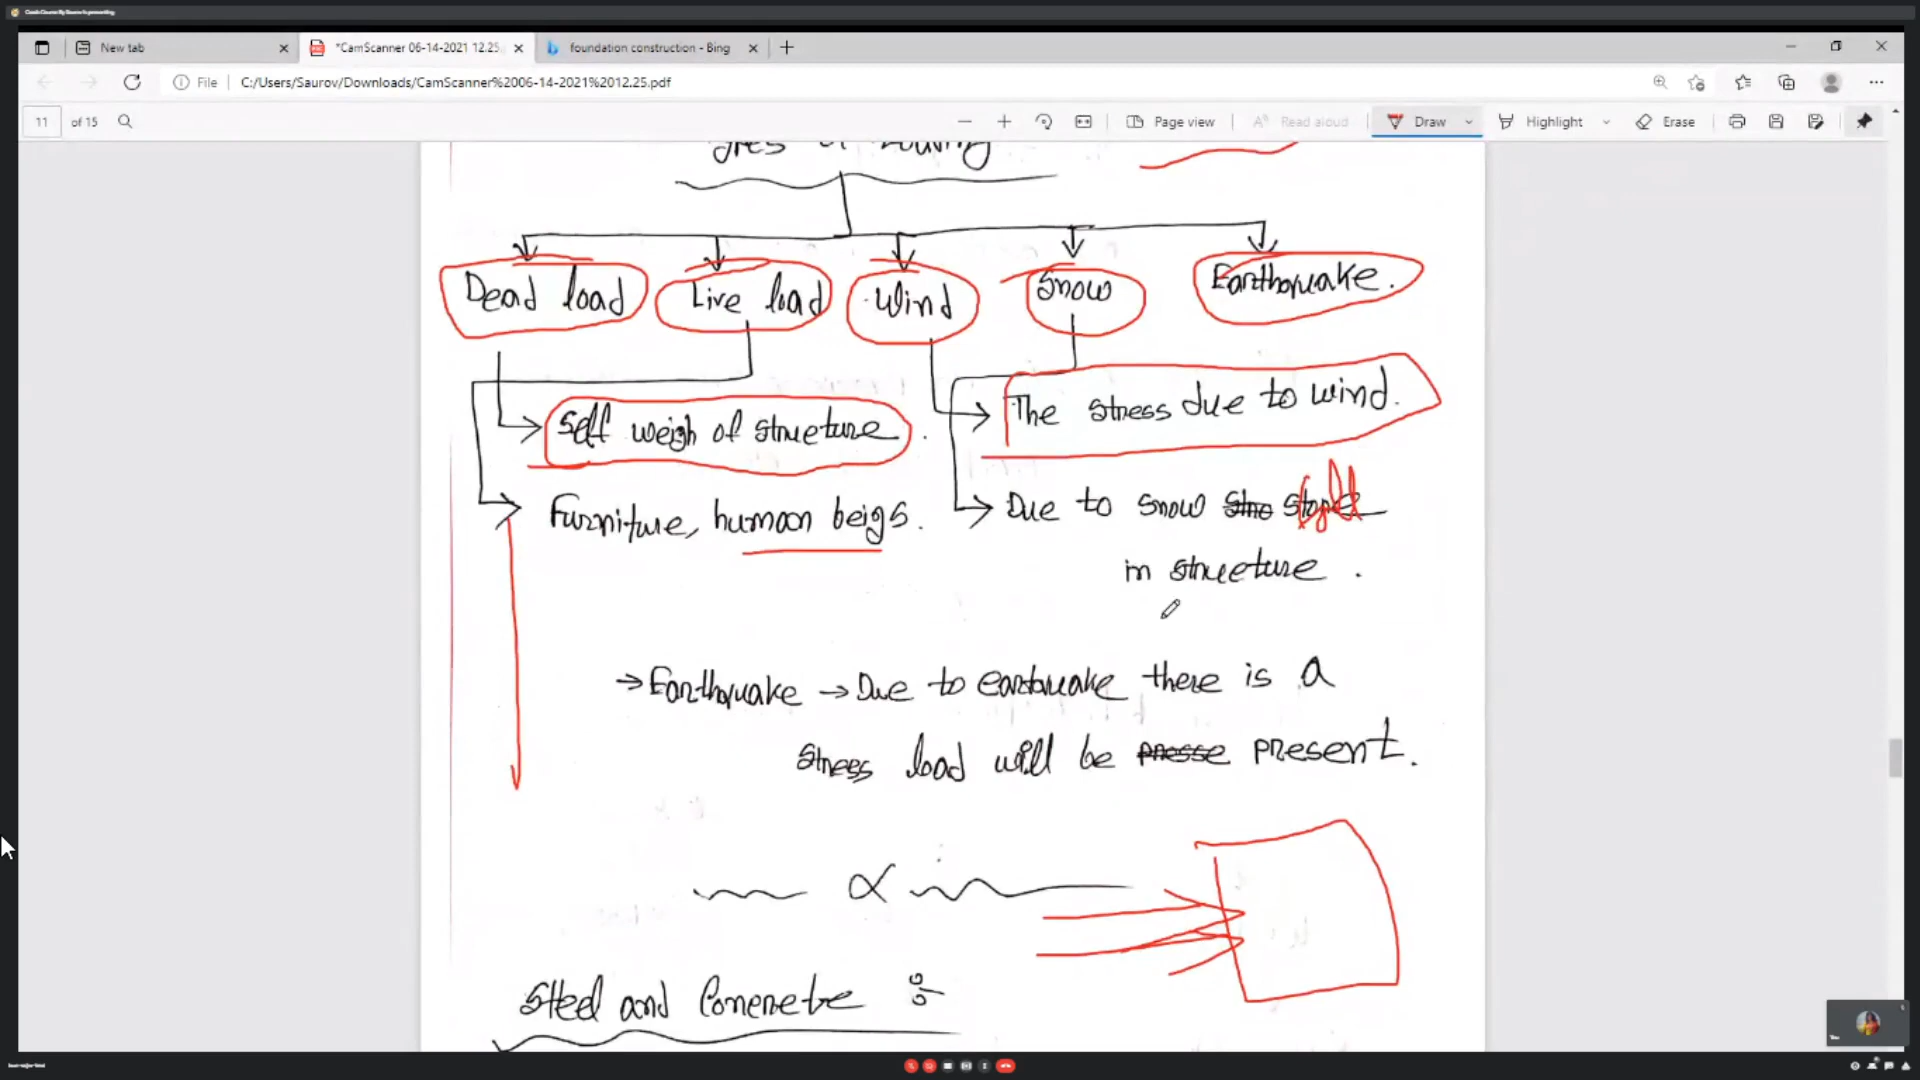 New tab
*CamScanner 06-14-2021 12.25.
foundation construction - Bing
File
C:/Users/Saurov/Downloads/CamScanner%2006-14-2021%2012.25.pdf
11 of 15
Page view
Read aloud
Draw
Highlight
Erase
Dead load
Live load
Wind
Snow
Earthquake.
Self weigh of structure.
The stress due to wind.
Furniture, human beigs.
Due to snow
in structure.
→ Earthquake → Due to eartuake there is a
stress load will be present.
∝
Steel and Concrete